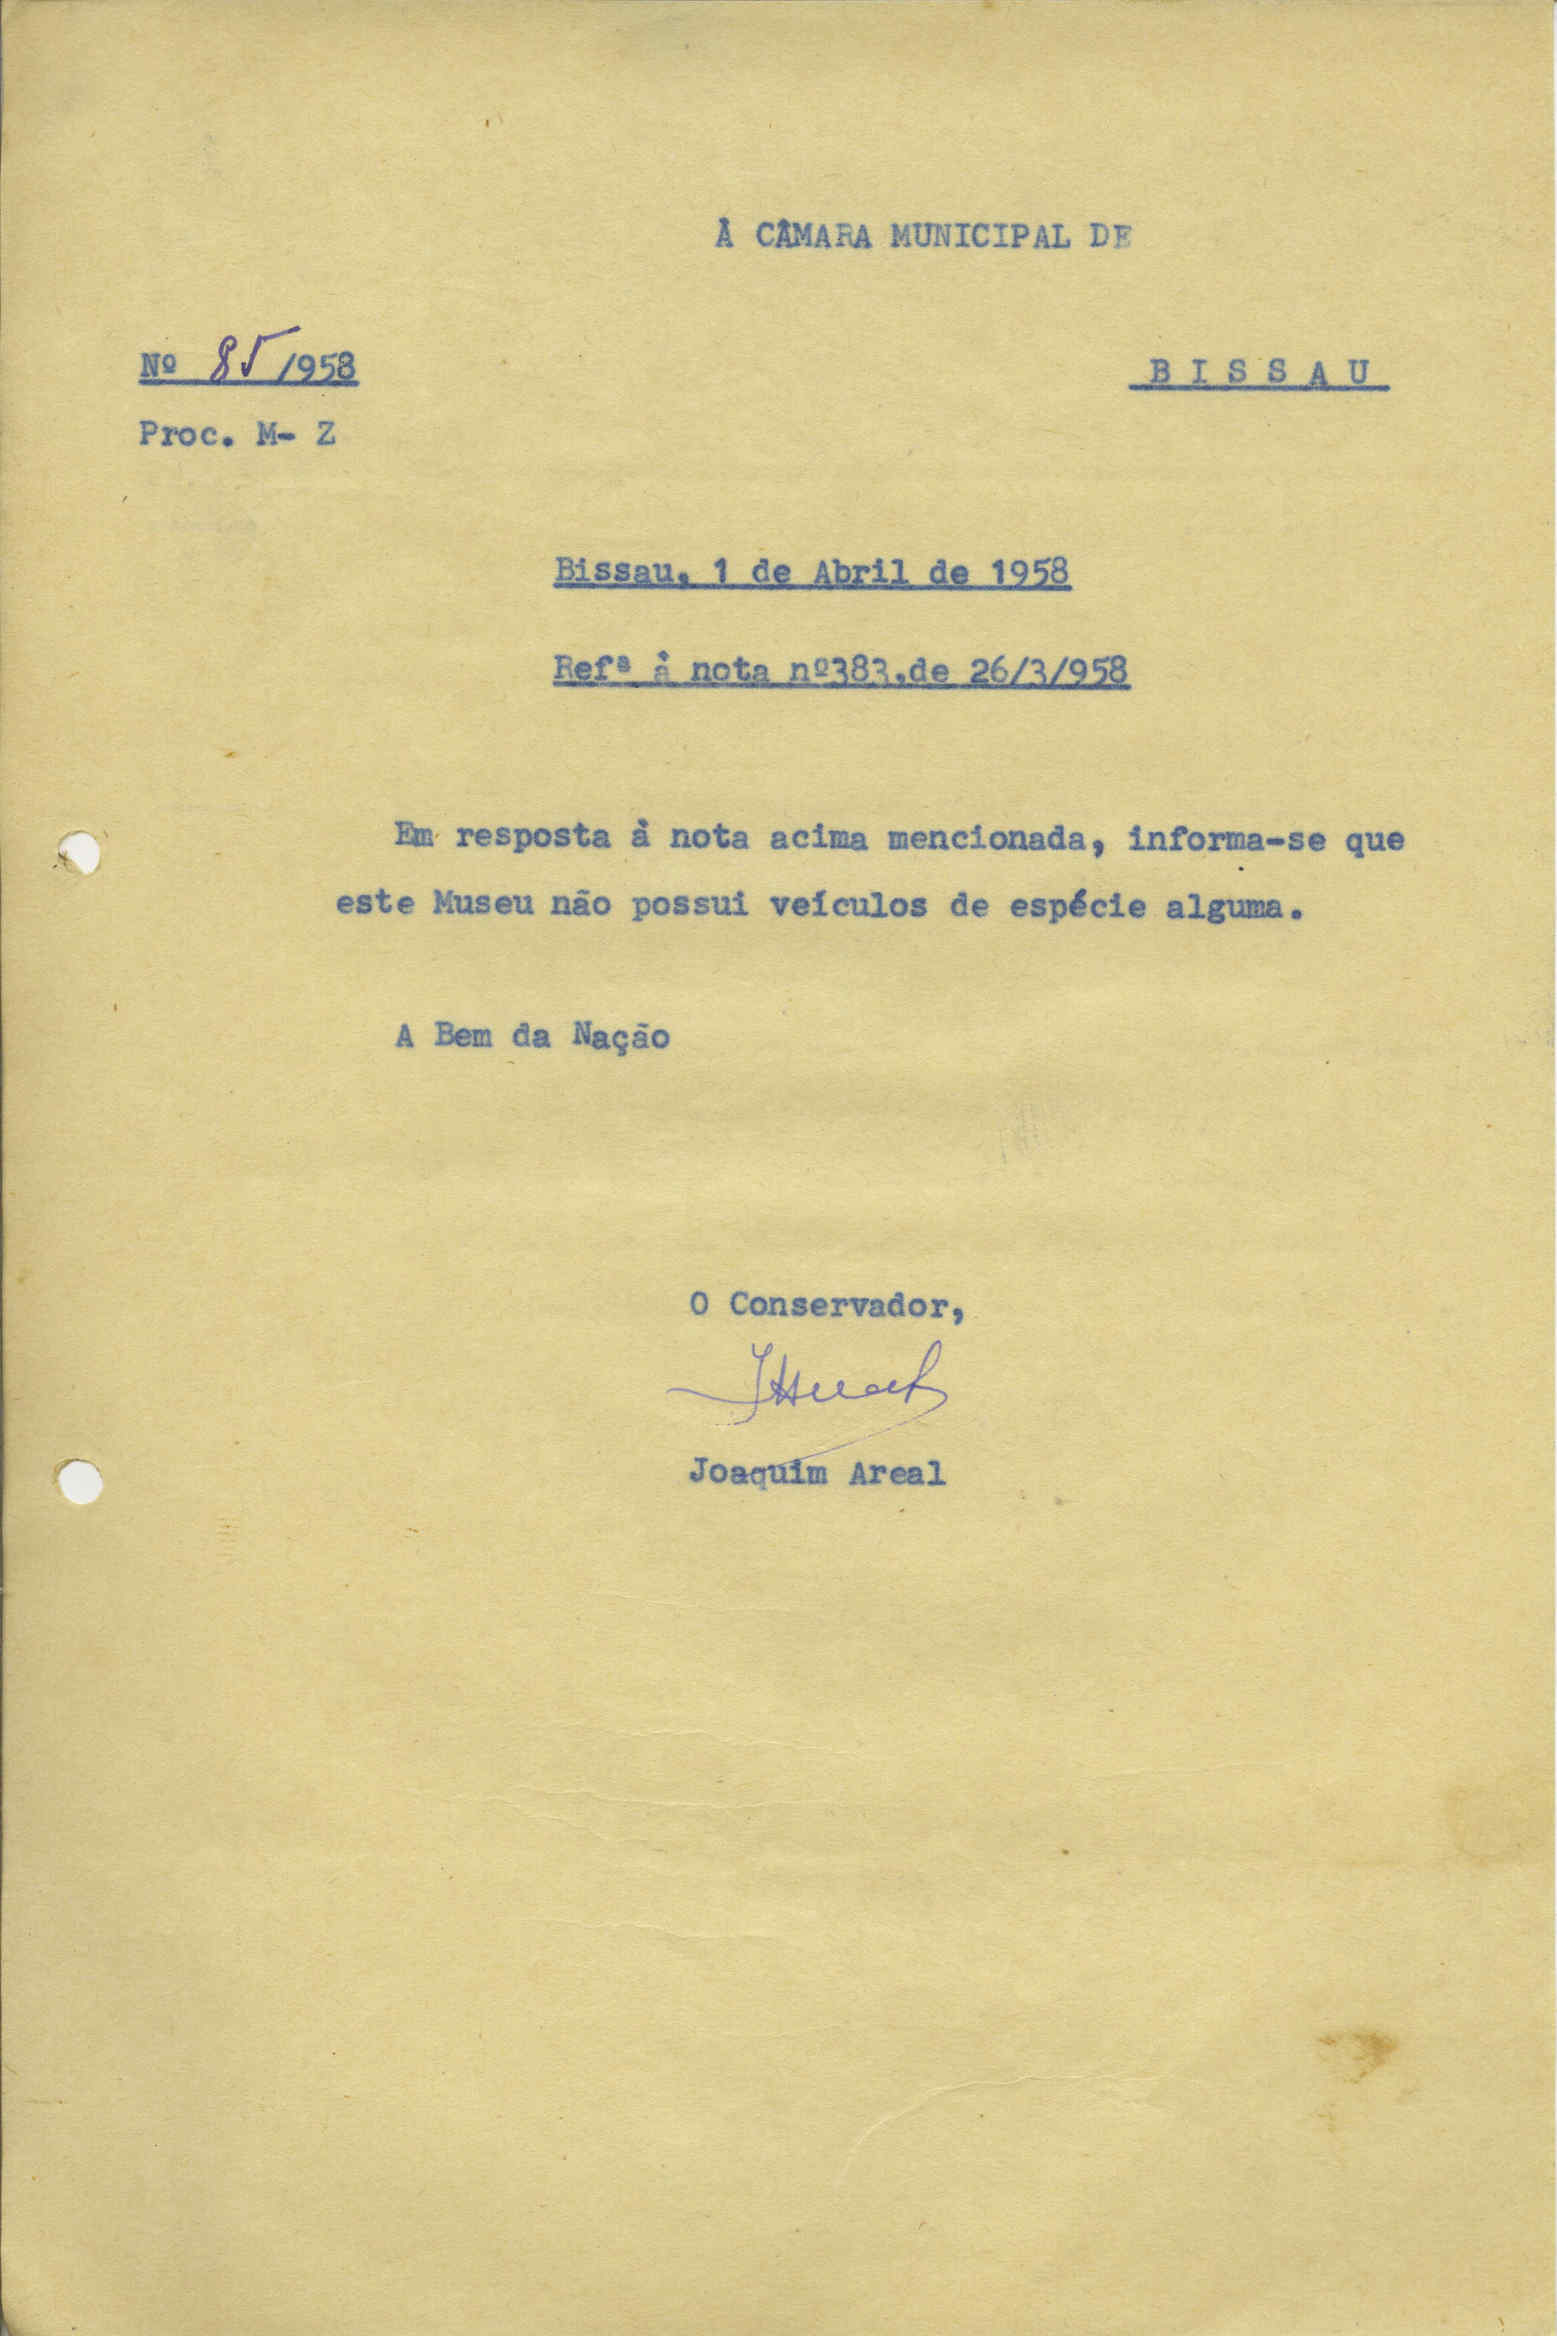 À CÂMARA MUNICIPAL DE
Nº 85/958
BISSAU
Proc. M- Z
Bissau, 1 de Abril de 1958
Refª à nota nº383,de 26/3/958
Em resposta à nota acima mencionada, informa-se que
este Museu não possui veículos de espécie alguma.
A Bem da Nação
O Conservador,
Joaquim Areal